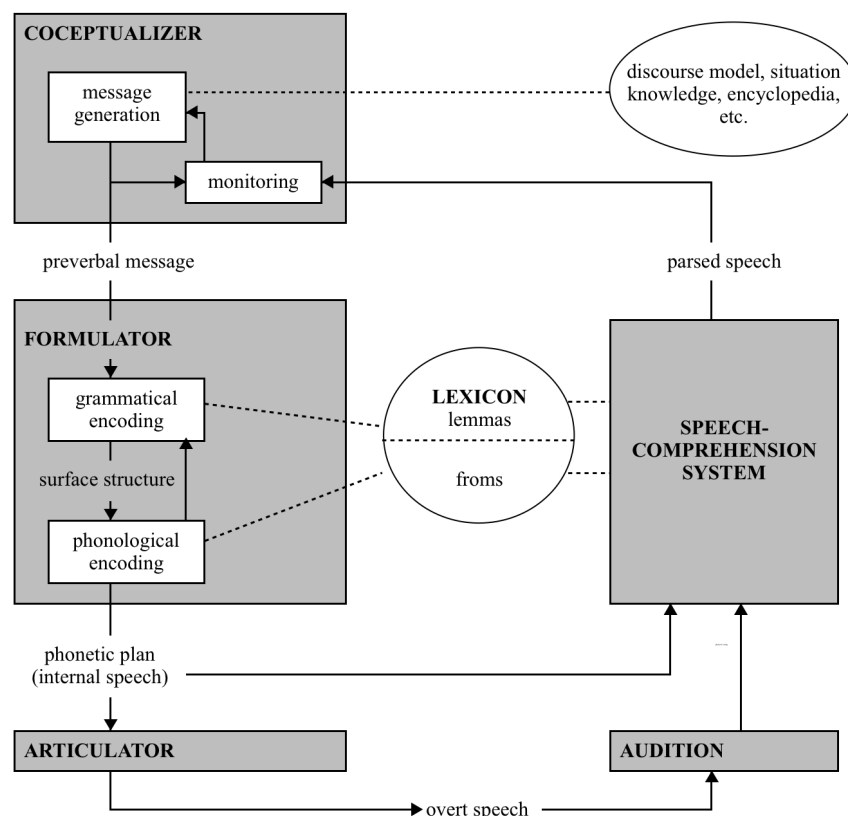 COCEPTUALIZER
message
generation
discourse model, situation
knowledge, encyclopedia,
etc.
monitoring
preverbal message
parsed speech
FORMULATOR
grammatical
encoding
LEXICON
lemmas
SPEECH-
COMPREHENSION
SYSTEM
surface structure
froms
phonological
encoding
phonetic plan
(internal speech)
ARTICULATOR
AUDITION
overt speech